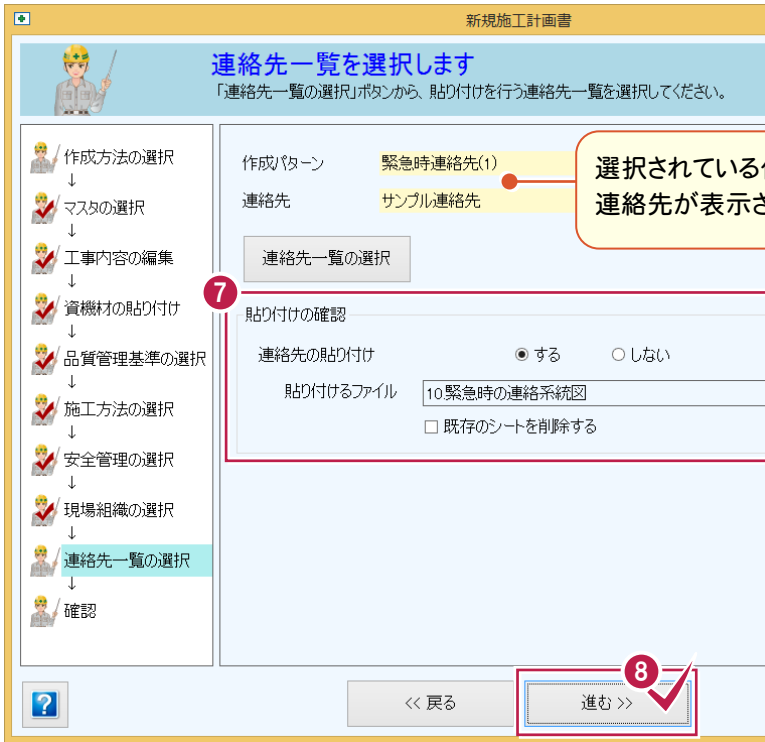 新規施工計画書
連絡先一覧を選択します
「連絡先一覧の選択」ボタンから、貼り付けを行う連絡先一覧を選択してください。
作成方法の選択
↓
マスタの選択
↓
工事内容の編集
↓
資機材の貼り付け
↓
品質管理基準の選択
↓
施工方法の選択
↓
安全管理の選択
↓
現場組織の選択
↓
連絡先一覧の選択
↓
確認
作成パターン 緊急時連絡先(1)
連絡先 サンプル連絡先
選択されている
連絡先が表示さ
連絡先一覧の選択
7
貼り付けの確認
連絡先の貼り付け する しない
貼り付けるファイル 10.緊急時の連絡系統図
既存のシートを削除する
8
?
<< 戻る 進む >>